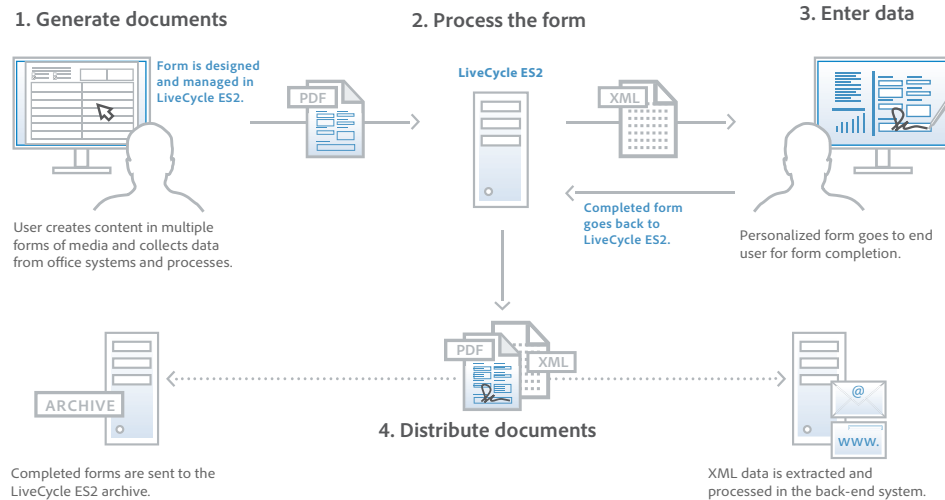 1. Generate documents
2. Process the form
3. Enter data
Form is designed
and managed in
LiveCycle ES2.
PDF
LiveCycle ES2
XML
Completed form
goes back to
LiveCycle ES2.
User creates content in multiple
forms of media and collects data
from office systems and processes.
Personalized form goes to end
user for form completion.
PDF
XML
ARCHIVE
@
www.
4. Distribute documents
Completed forms are sent to the
LiveCycle ES2 archive.
XML data is extracted and
processed in the back-end system.